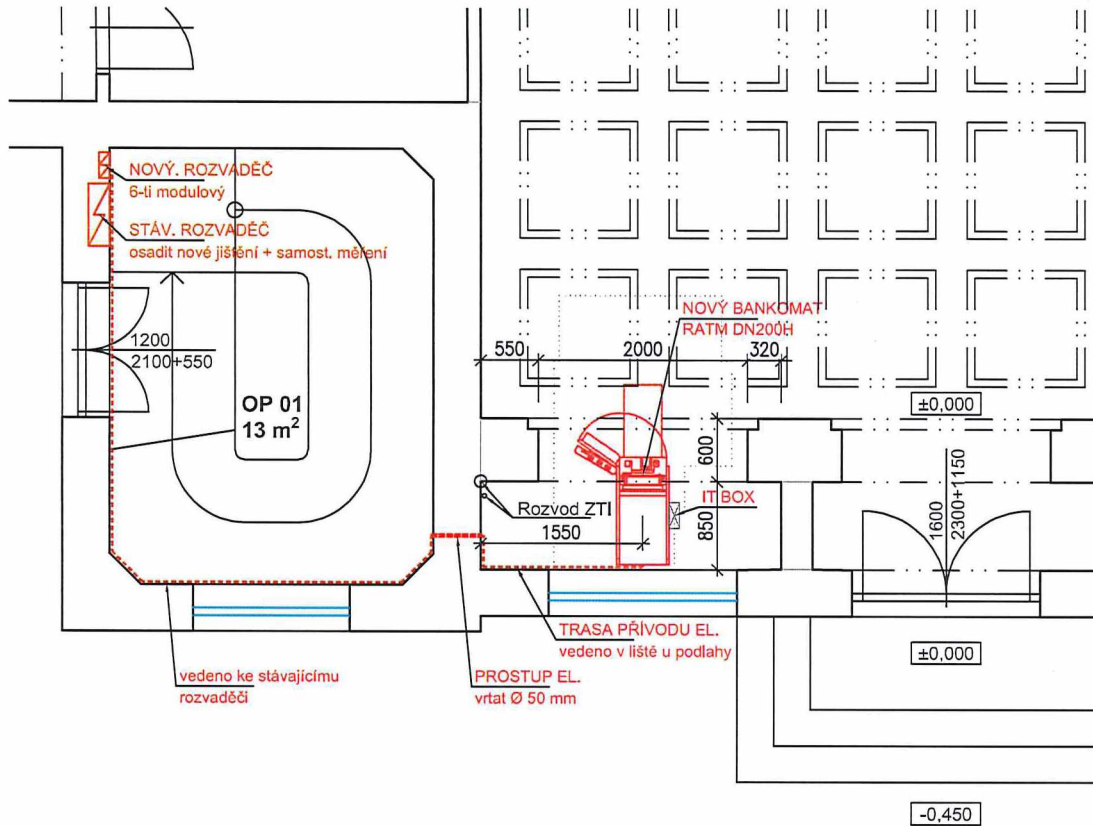 NOVÝ. ROZVADĚČ
6-ti modulový
STÁV. ROZVADĚČ
osadit nové jištění + samost. měření
1200
2100+550
OP 01
13 m²
NOVÝ BANKOMAT
RATM DN200H
550
2000
320
±0,000
600
850
Rozvod ZTI
1550
IT BOX
1600
2300+1150
TRASA PŘÍVODU EL.
vedeno v liště u podlahy
PROSTUP EL.
vrtat Ø 50 mm
vedeno ke stávajícímu
rozvaděči
±0,000
-0,450